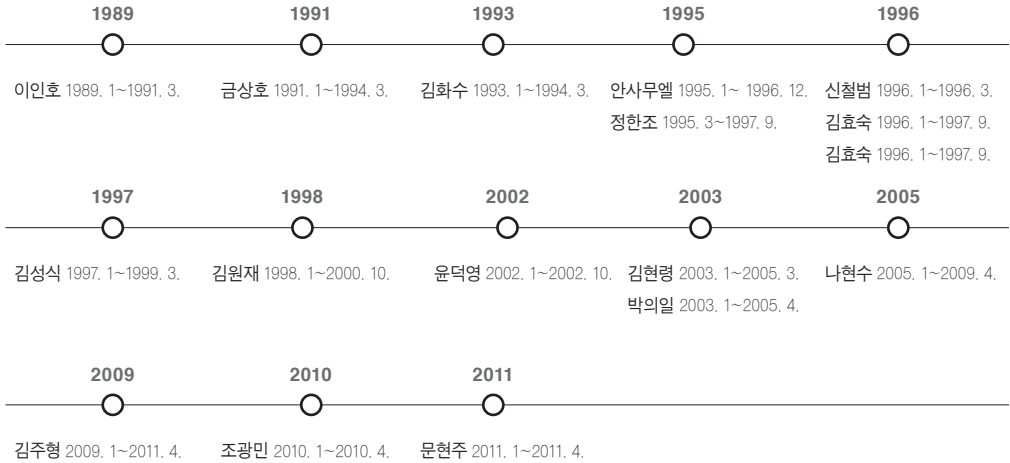 1989 1991 1993 1995 1996
이인호 1989. 1~1991. 3. 금상호 1991. 1~1994. 3. 김화수 1993. 1~1994. 3. 안사무엘 1995. 1~ 1996. 12. 신철범 1996. 1~1996. 3.
정한조 1995. 3~1997. 9. 김효숙 1996. 1~1997. 9.
김효숙 1996. 1~1997. 9.
1997 1998 2002 2003 2005
김성식 1997. 1~1999. 3. 김원재 1998. 1~2000. 10. 윤덕영 2002. 1~2002. 10. 김현령 2003. 1~2005. 3. 나현수 2005. 1~2009. 4.
박의일 2003. 1~2005. 4.
2009 2010 2011
김주형 2009. 1~2011. 4. 조광민 2010. 1~2010. 4. 문현주 2011. 1~2011. 4.